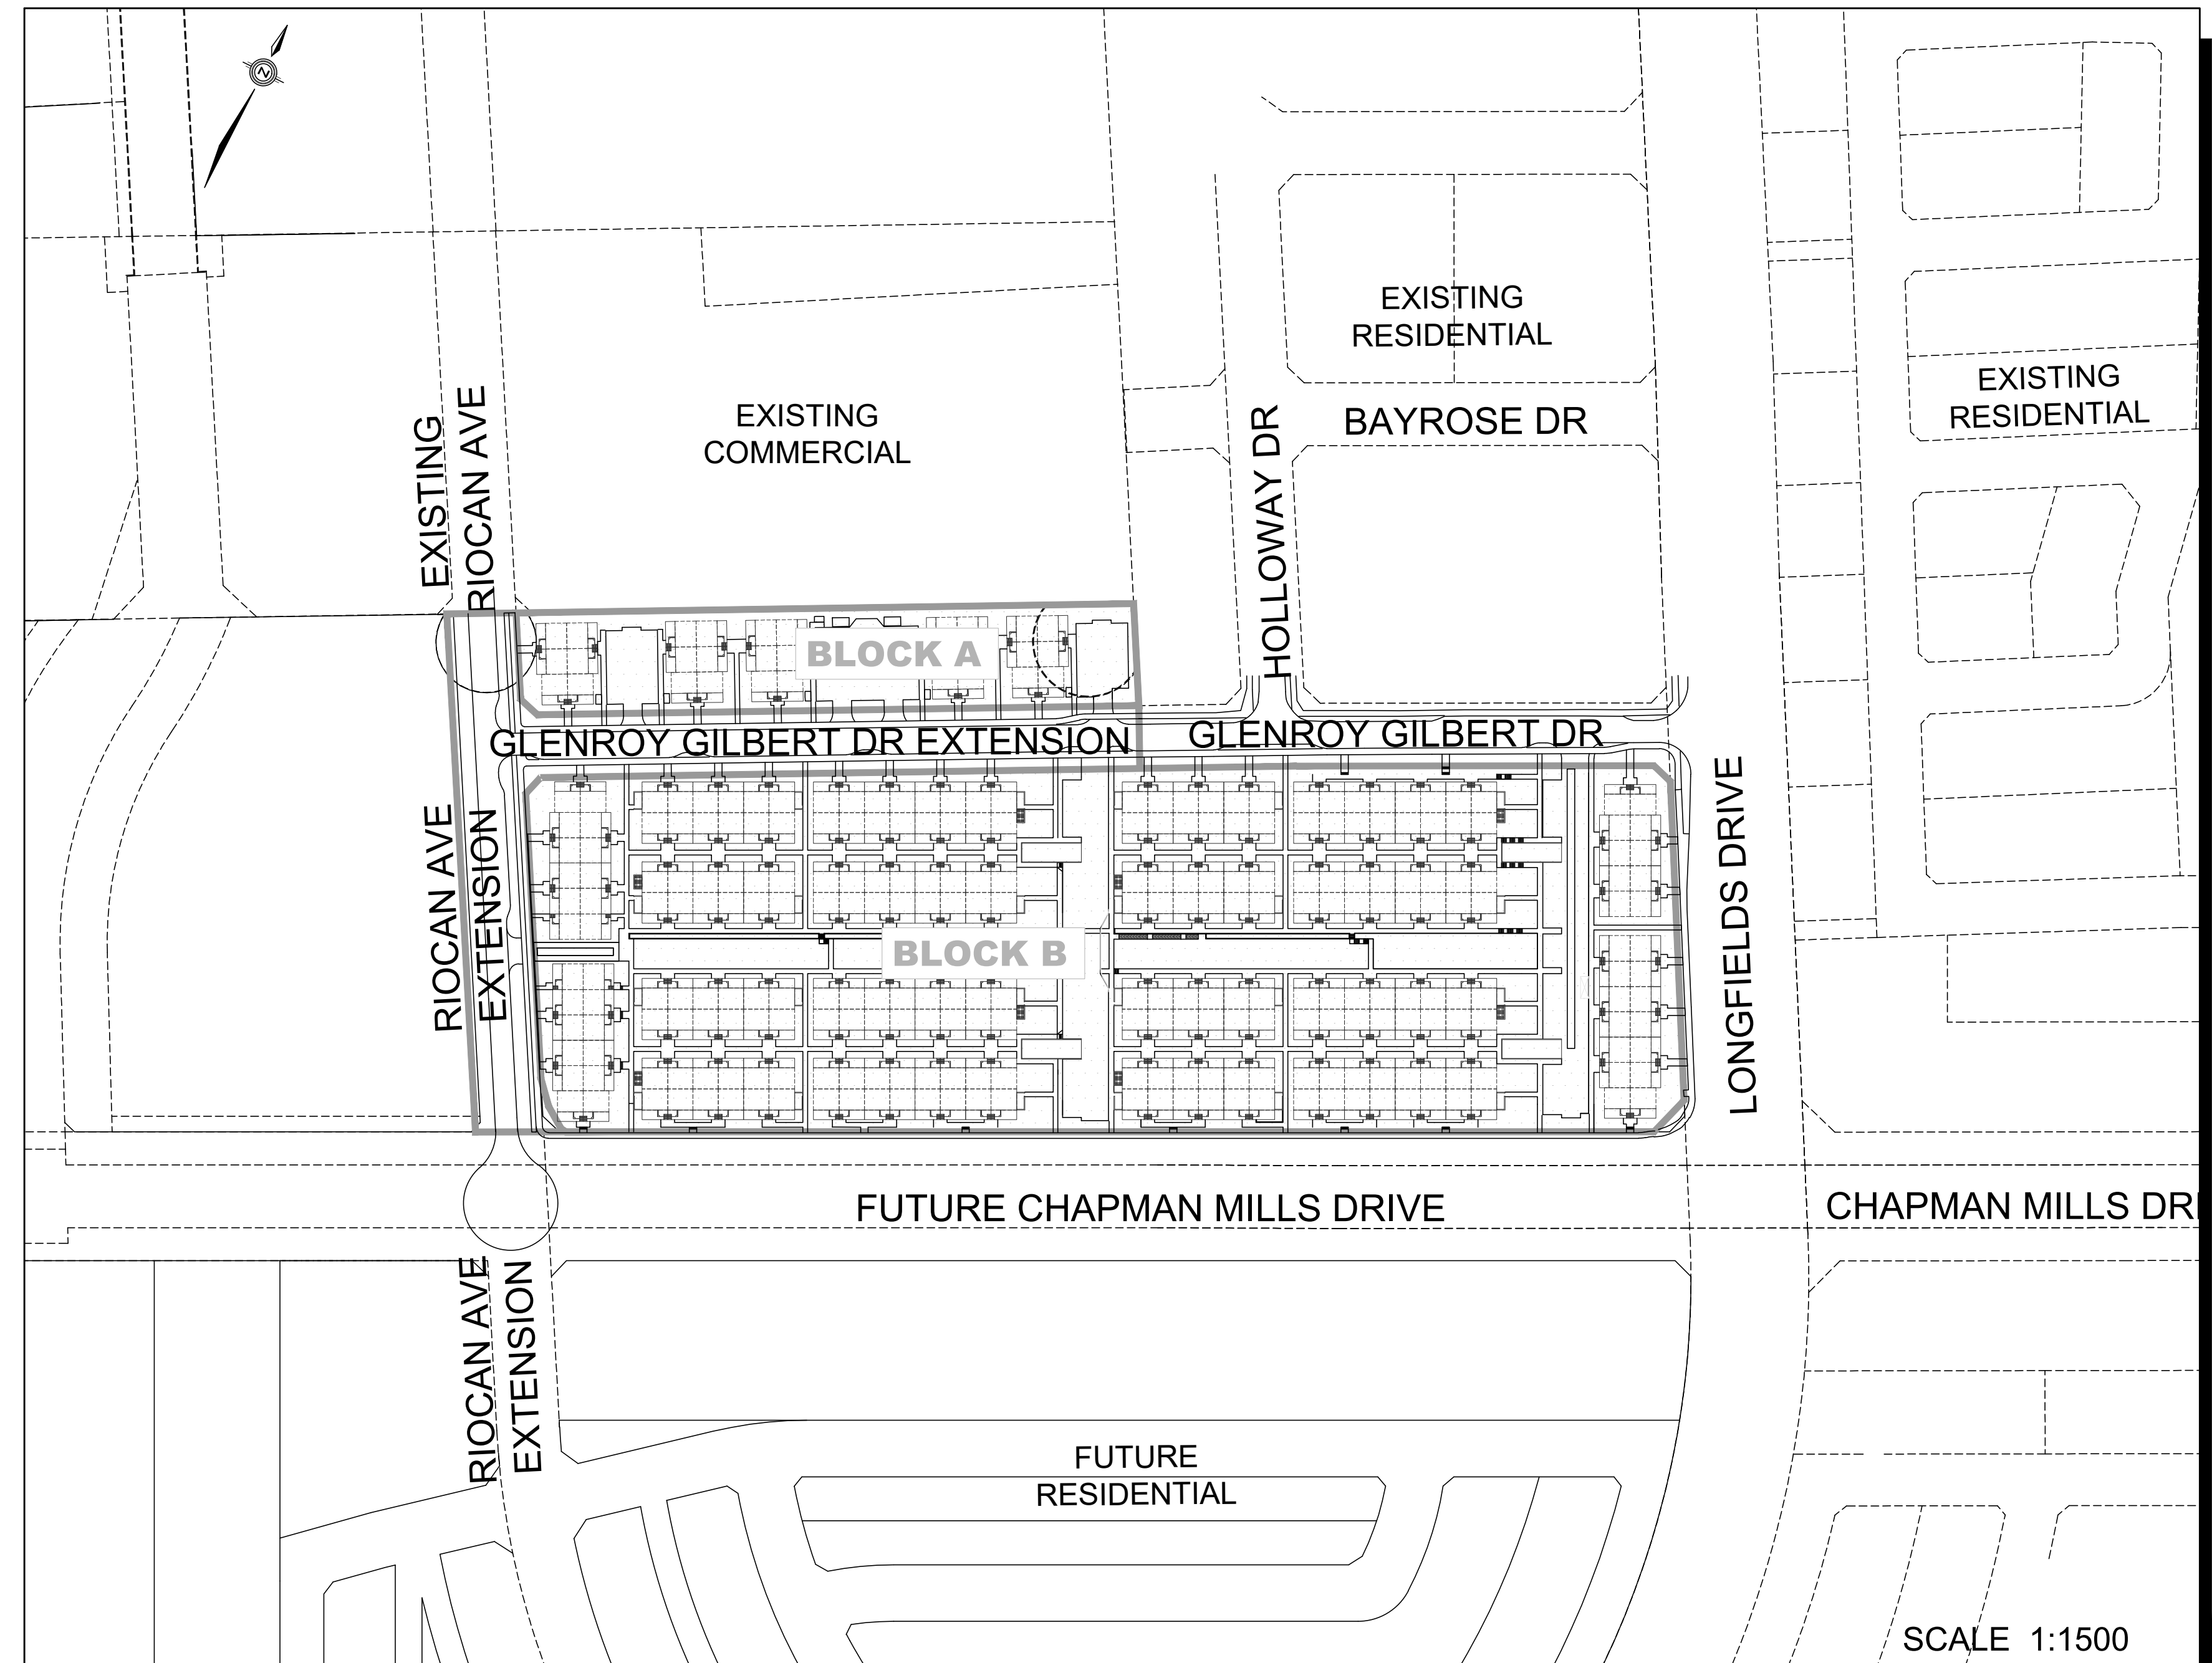 N
EXISTING
RESIDENTIAL
EXISTING
RESIDENTIAL
EXISTING
COMMERCIAL
BAYROSE DR
EXISTING
RIOCAN AVE
HOLLOWAY DR
BLOCK A
GLENROY GILBERT DR EXTENSION
GLENROY GILBERT DR
RIOCAN AVE
EXTENSION
LONGFIELDS DRIVE
BLOCK B
FUTURE CHAPMAN MILLS DRIVE
CHAPMAN MILLS DRI
RIOCAN AVE
EXTENSION
FUTURE
RESIDENTIAL
SCALE 1:1500